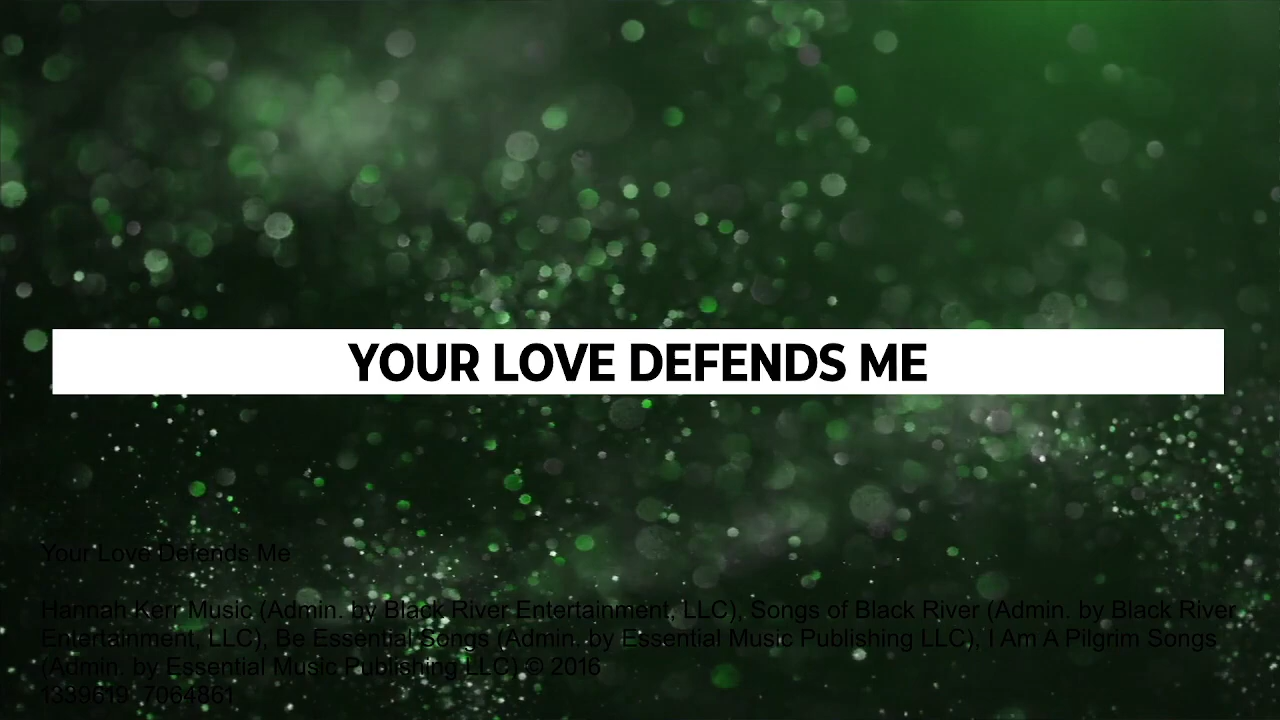 YOUR LOVE DEFENDS ME
Your Love Defends Me
Hannah Kerr Music (Admin. by Black River Entertainment, LLC), Songs of Black River (Admin. by Black River
Entertainment, LLC), Be Essential Songs (Admin. by Essential Music Publishing LLC), I Am A Pilgrim Songs
(Admin. by Essential Music Publishing LLC) © 2016
1339619 7064861